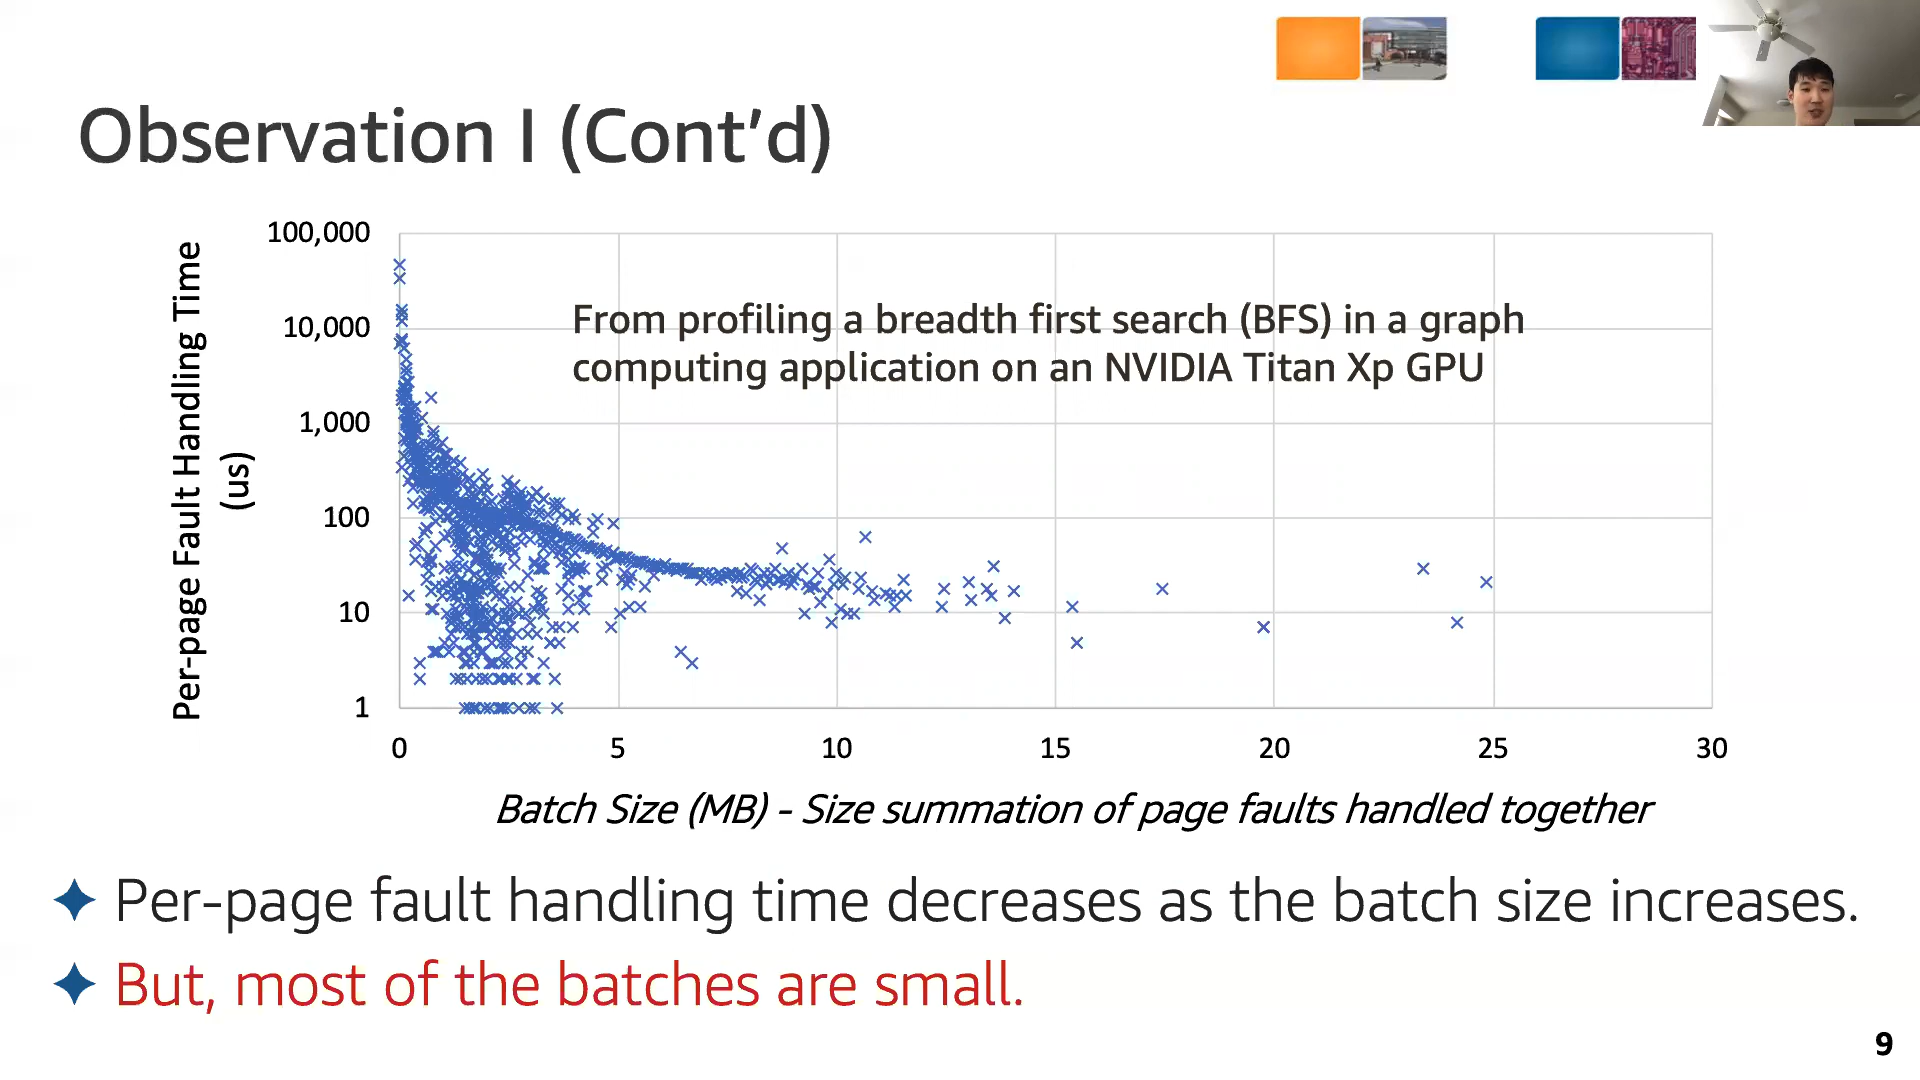 Observation I (Cont’d)
Per-page Fault Handling Time
(us)
100,000
10,000
1,000
100
10
1
From profiling a breadth first search (BFS) in a graph
computing application on an NVIDIA Titan Xp GPU
0 5 10 15 20 25 30
Batch Size (MB) - Size summation of page faults handled together
Per-page fault handling time decreases as the batch size increases.
But, most of the batches are small.
9